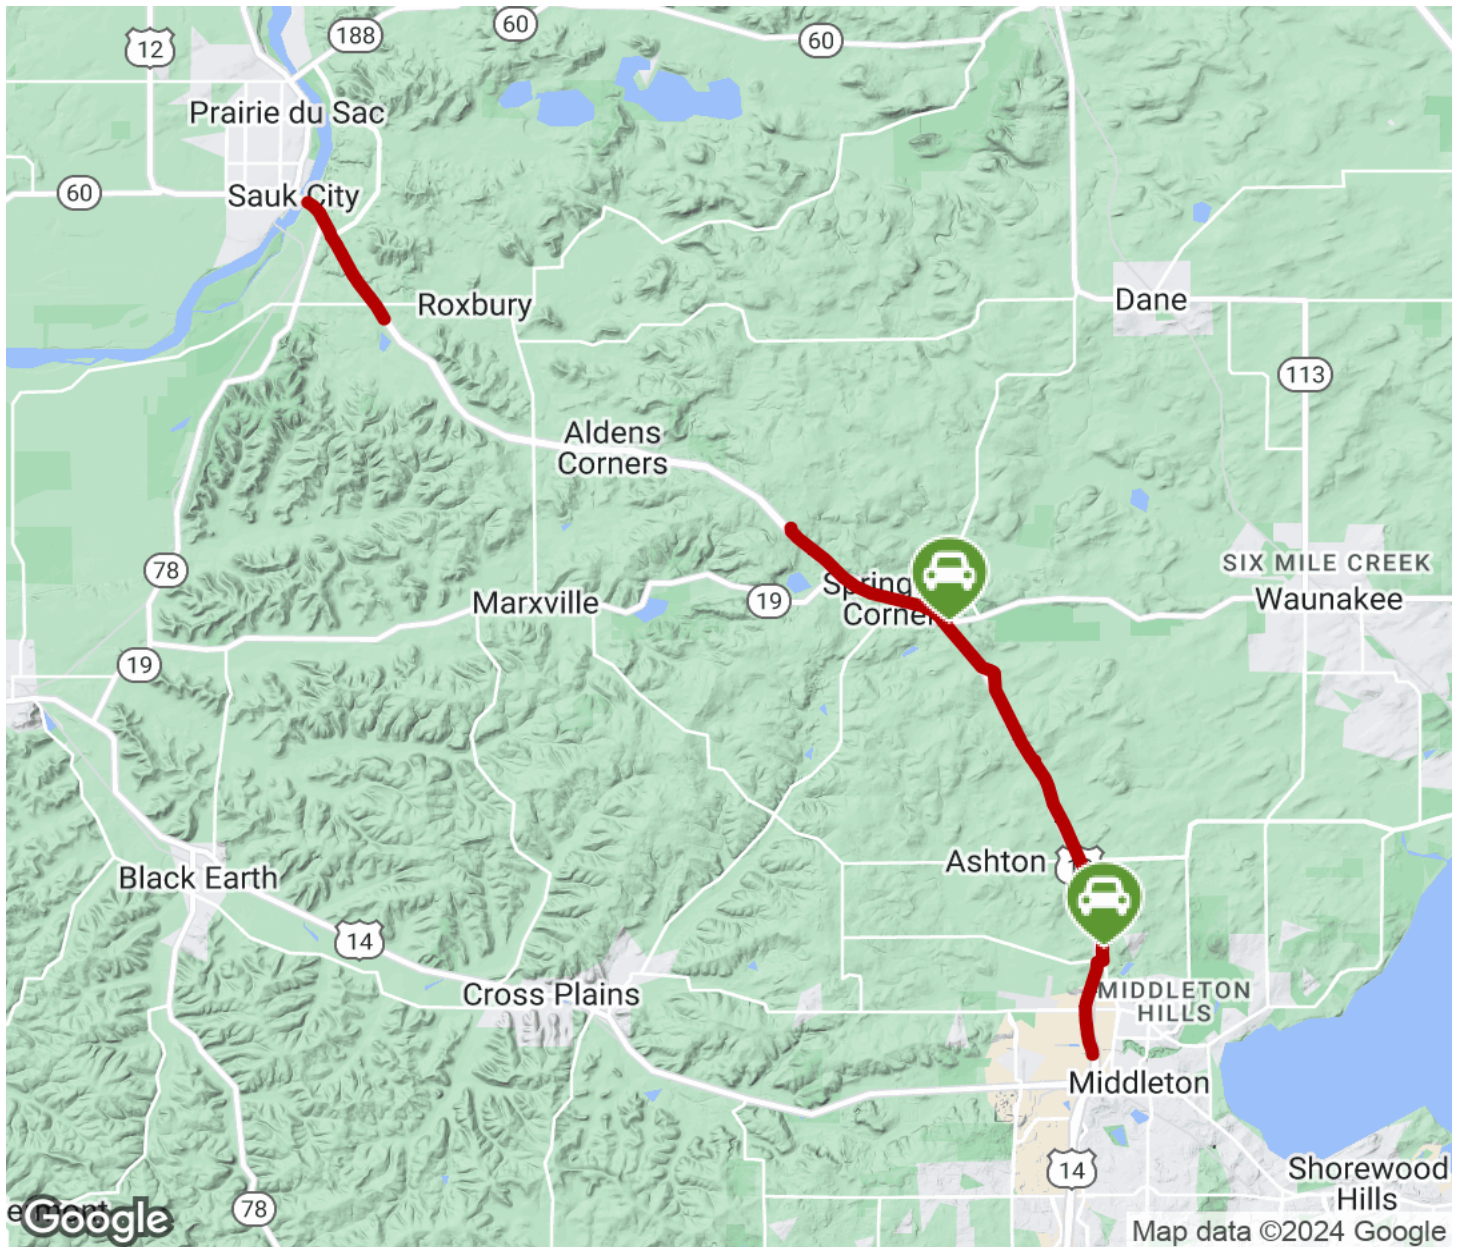 60
188
12
60
Prairie du Sac
60
Sauk City
Dane
Roxbury
113
Aldens
Corners
SIX MILE CREEK
78
Spring
Waunakee
Marxville
19
Corner
19
Ashton
Black Earth
14
Cross Plains
MIDDLETON
HILLS
Middleton
14
Shorewood
Hills
78
Google
Map data ©2024 Google